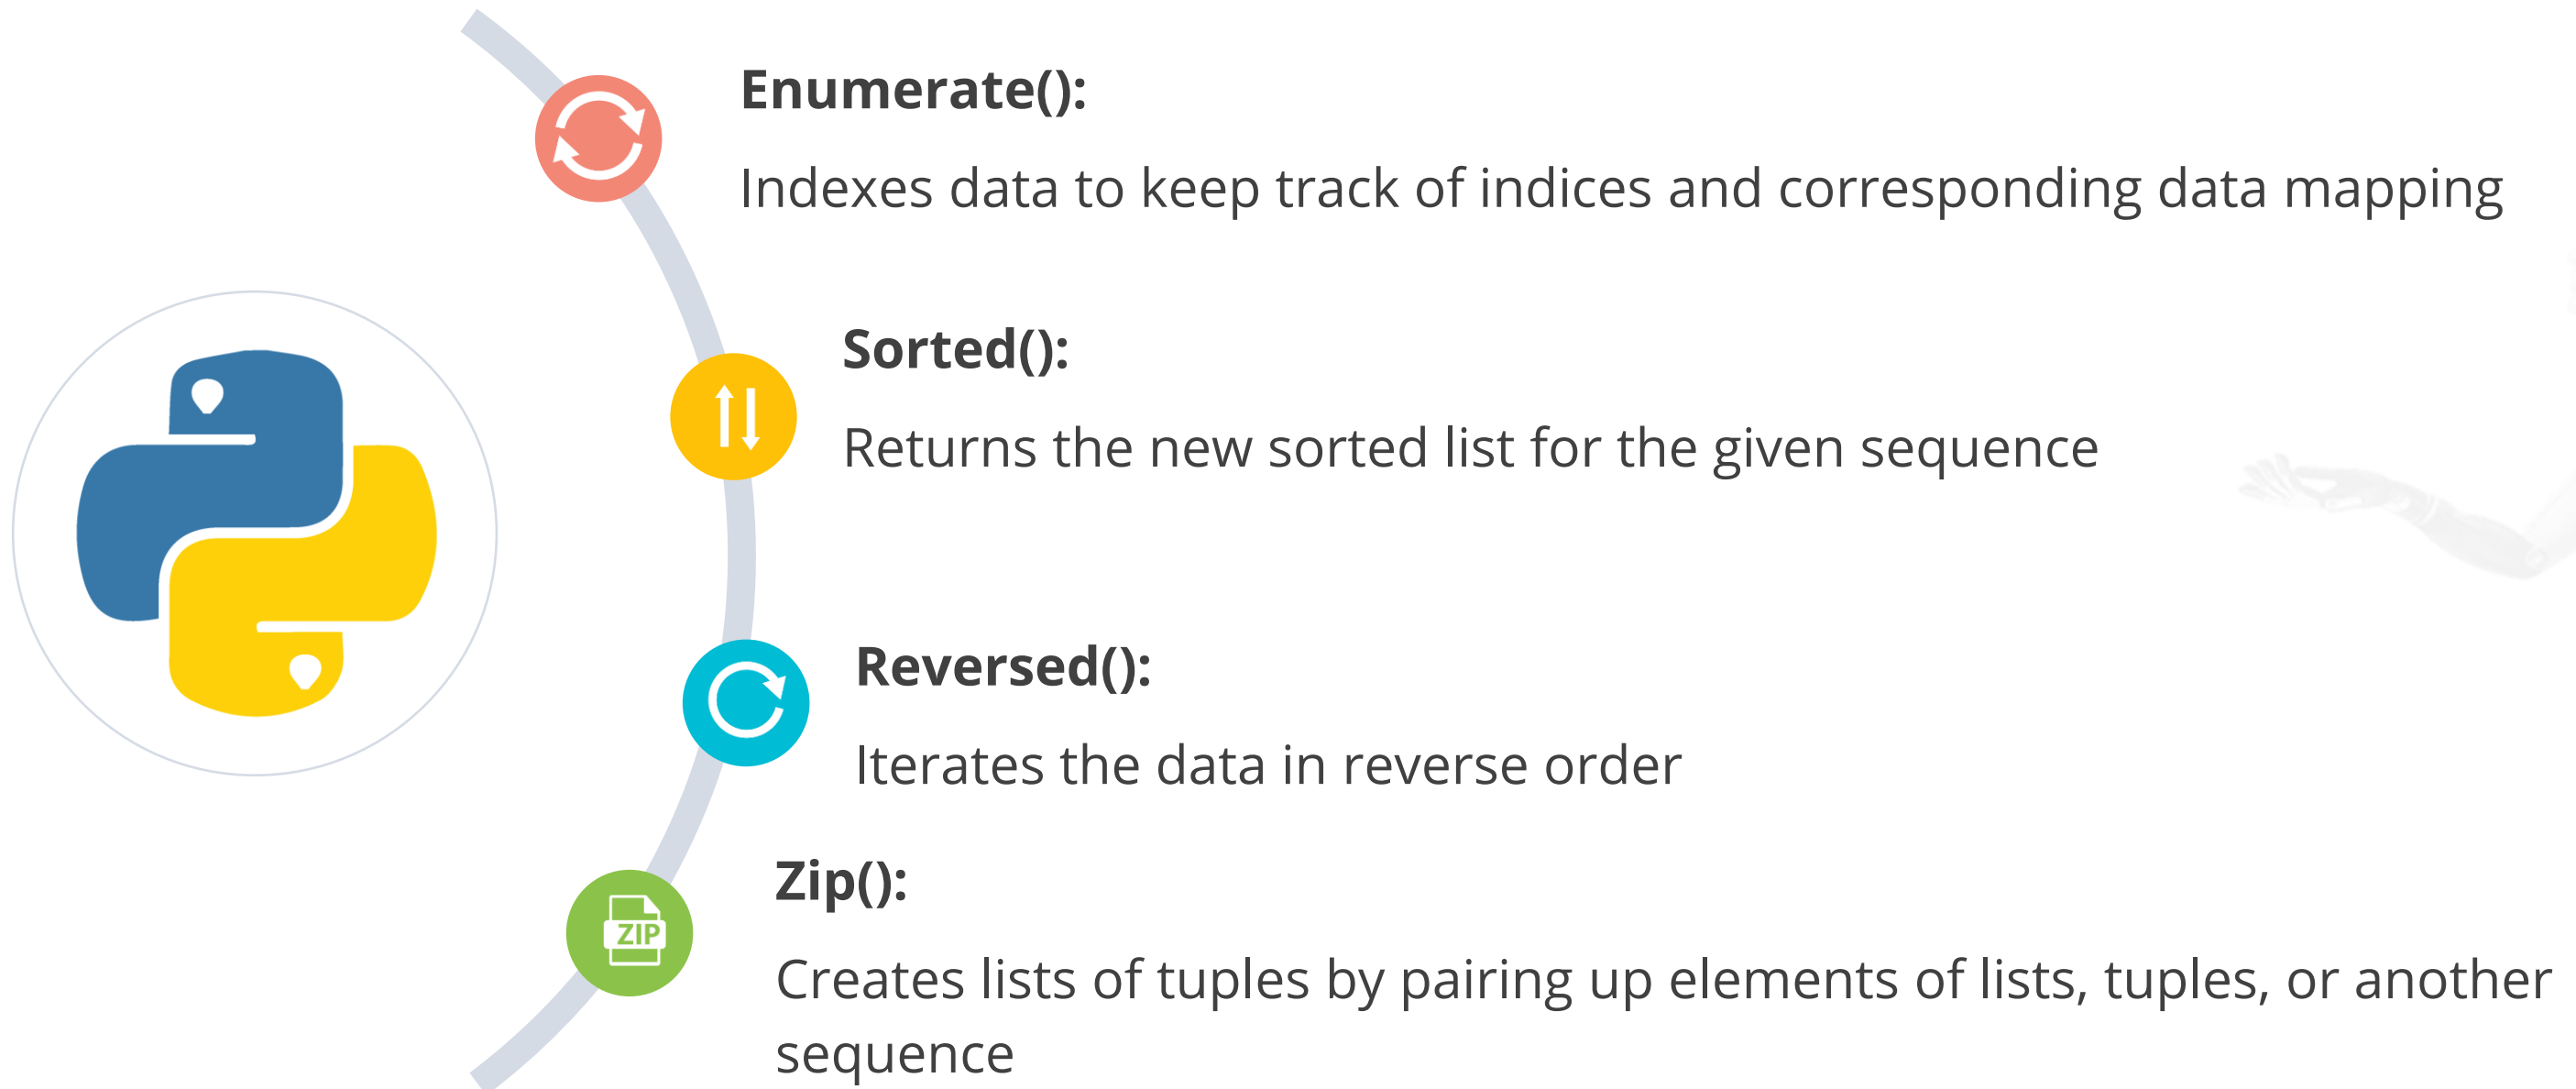 Enumerate():
Indexes data to keep track of indices and corresponding data mapping
Sorted():
Returns the new sorted list for the given sequence
Reversed():
Iterates the data in reverse order
Zip():
ZIP
Creates lists of tuples by pairing up elements of lists, tuples, or another
sequence